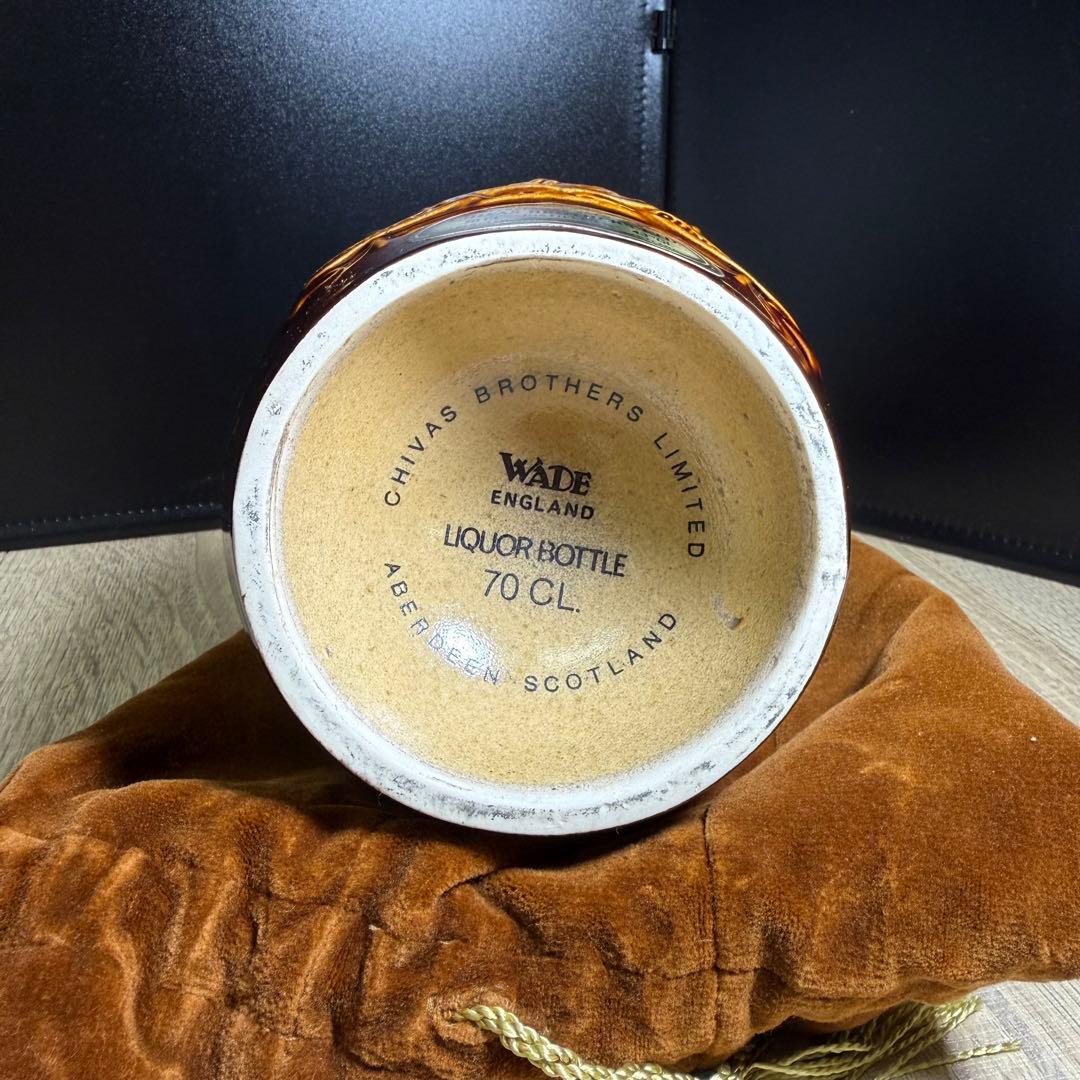 CHIVAS BROTHERS LIMITED
WADE
ENGLAND
LIQUOR BOTTLE
70 CL.
ABERDEEN SCOTLAND